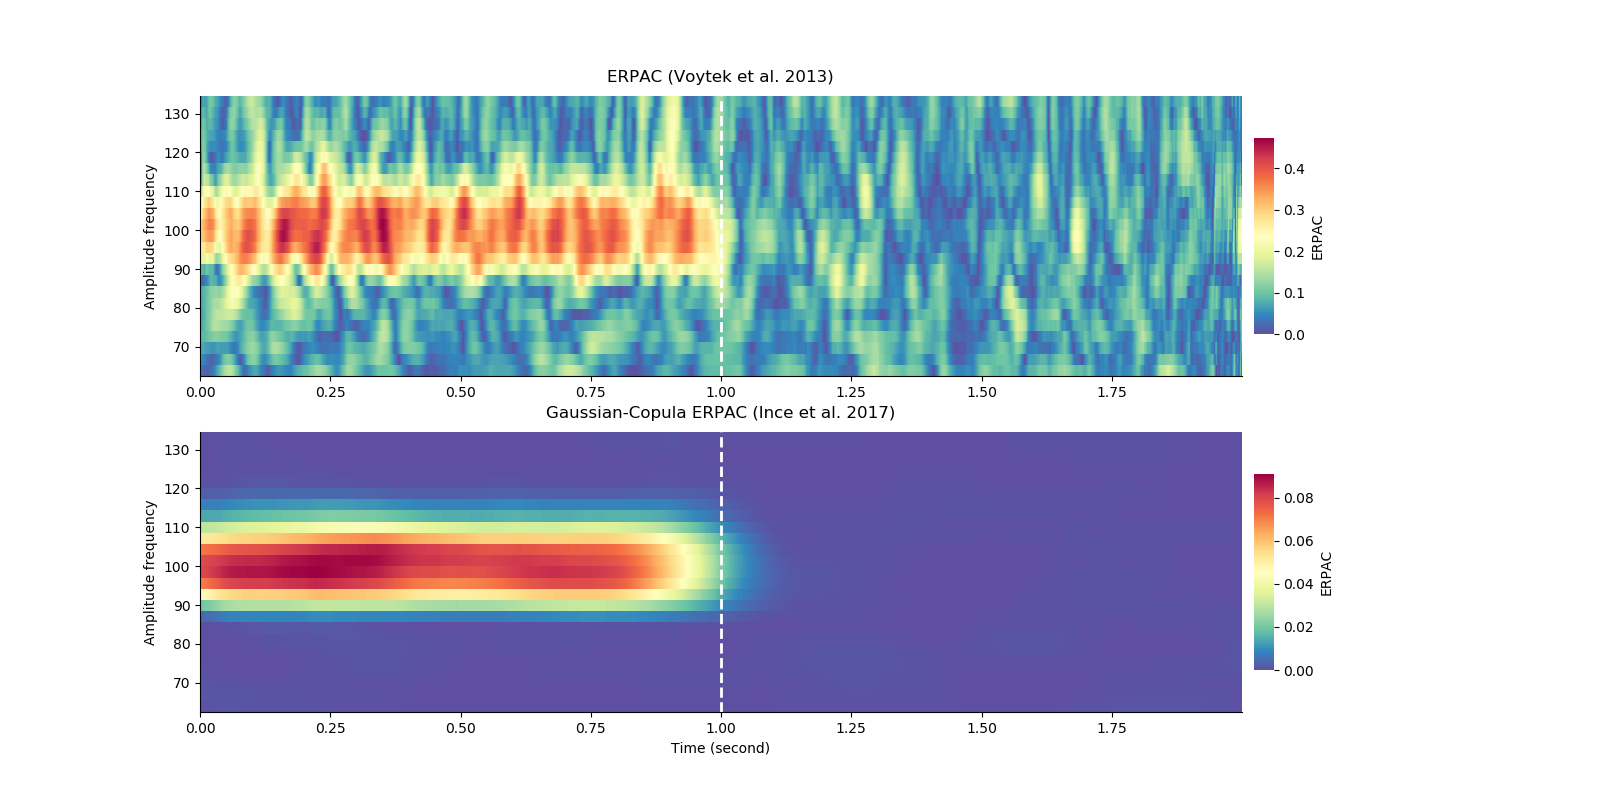 ERPAC (Voytek et al. 2013)
Amplitude frequency
130
120
110
100
90
80
70
0.00 0.25 0.50 0.75 1.00 1.25 1.50 1.75
0.4
0.3
0.2
0.1
0.0
ERPAC
Gaussian-Copula ERPAC (Ince et al. 2017)
Amplitude frequency
130
120
110
100
90
80
70
0.00 0.25 0.50 0.75 1.00 1.25 1.50 1.75
Time (second)
0.08
0.06
0.04
0.02
0.00
ERPAC